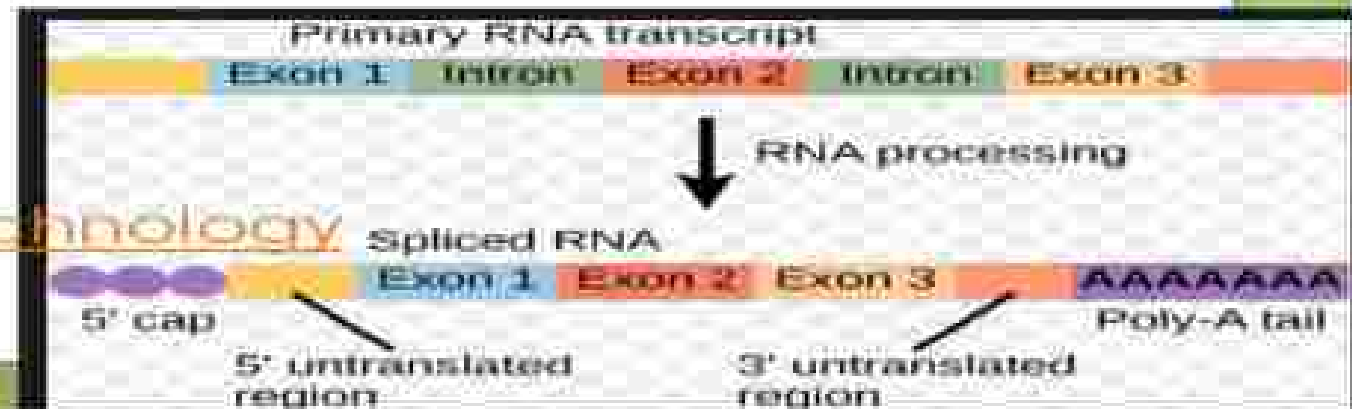 Primary RNA transcript
Exon 1 Intron Exon 2 Intron Exon 3
RNA processing
chnology
Spliced RNA
Exon 1 Exon 2 Exon 3 AAAAAAA
5' cap Poly-A tail
5' untranslated region
3' untranslated region